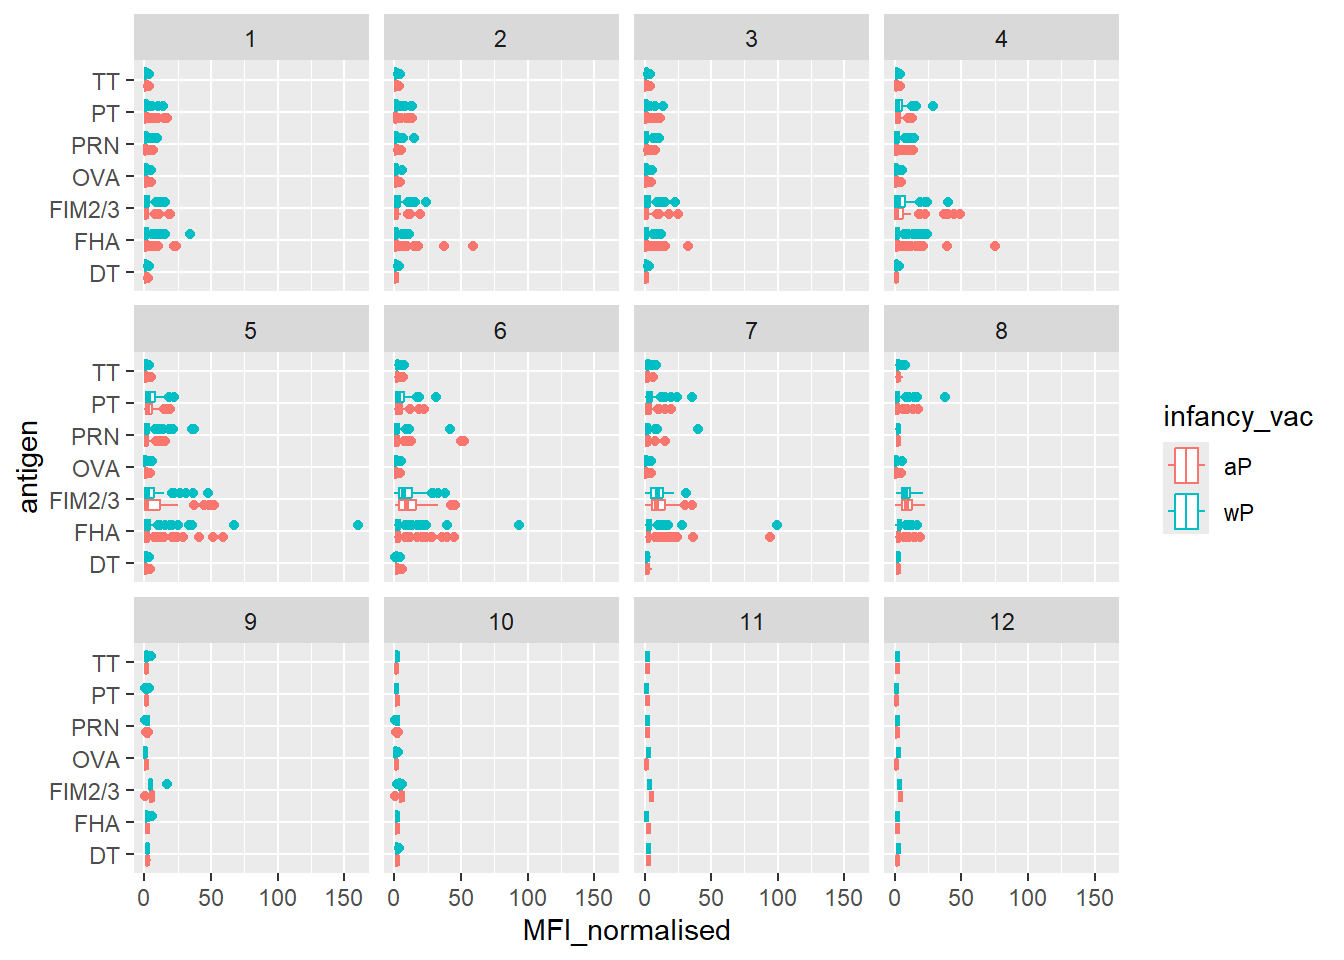 1 2 3 4
TT
PT
PRN
OVA
FIM2/3
FHA
DT
5 6 7 8
TT
PT
PRN
OVA
FIM2/3
FHA
DT
9 10 11 12
TT
PT
PRN
OVA
FIM2/3
FHA
DT
0 50 100 150 0 50 100 150 0 50 100 150 0 50 100 150
MFI_normalised
antigen
infancy_vac
aP
wP